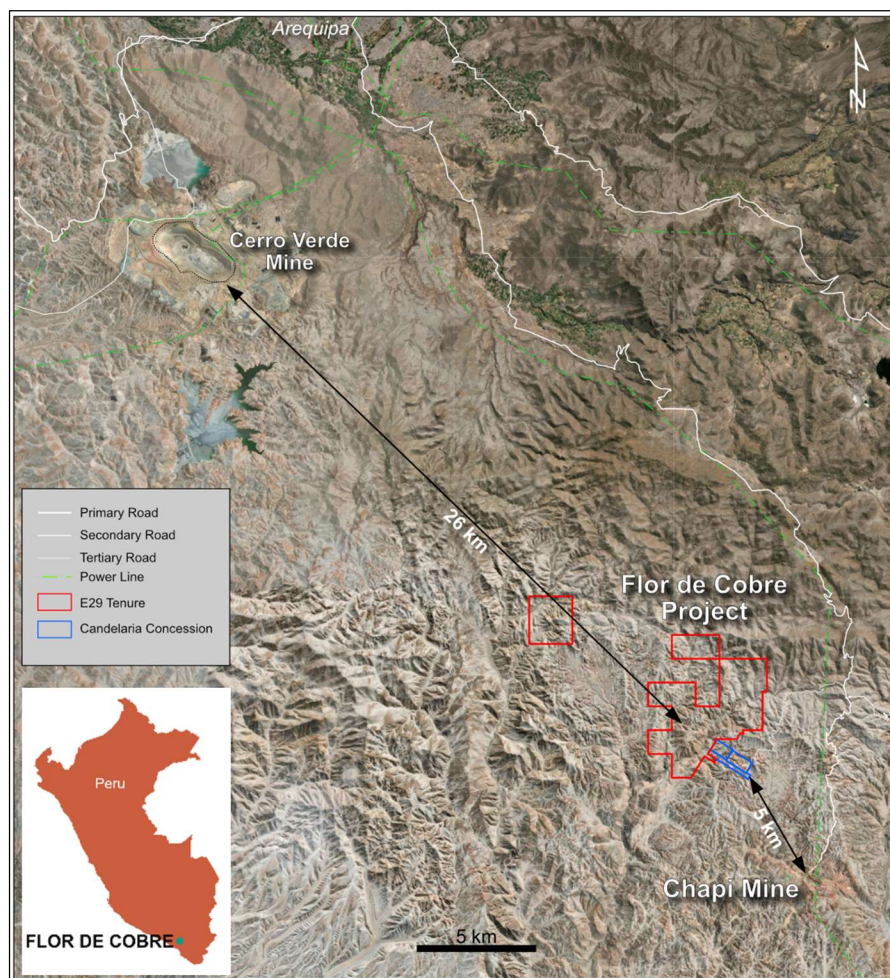 Arequipa
N
Cerro Verde
Mine
26 km
Primary Road
Secondary Road
Tertiary Road
Power Line
E29 Tenure
Candelaria Concession
Flor de Cobre
Project
Peru
FLOR DE COBRE
5 km
Chapi Mine
5 km